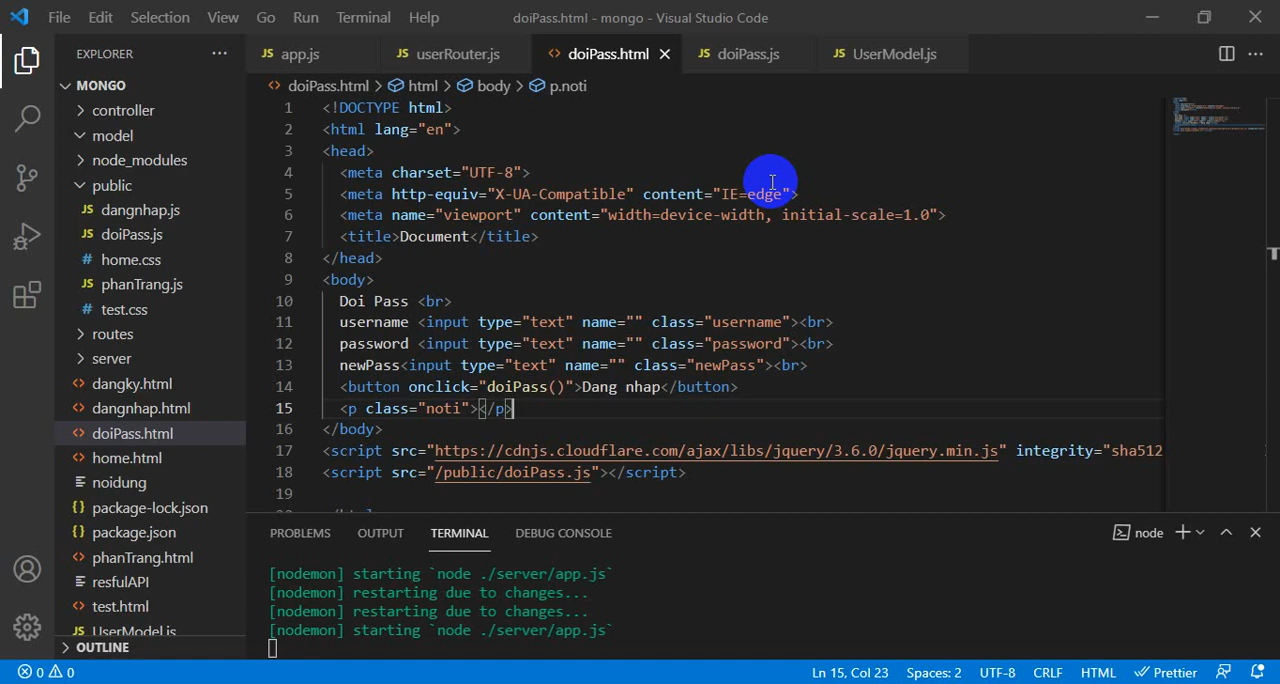 File Edit Selection View Go Run Terminal Help doiPass.html - mongo - Visual Studio Code
EXPLORER
MONGO
controller
model
node_modules
public
JS dangnhap.js
JS doiPass.js
# home.css
JS phanTrang.js
# test.css
routes
server
dangky.html
dangnhap.html
doiPass.html
home.html
noidung
package-lock.json
package.json
phanTrang.html
resfulAPI
test.html
JS UserModel.js
OUTLINE
JS app.js JS userRouter.js doiPass.html JS doiPass.js JS UserModel.js
doiPass.html > html > body > p.noti
1 <!DOCTYPE html>
2 <html lang="en">
3 <head>
4 <meta charset="UTF-8">
5 <meta http-equiv="X-UA-Compatible" content="IE=edge">
6 <meta name="viewport" content="width=device-width, initial-scale=1.0">
7 <title>Document</title>
8 </head>
9 <body>
10 Doi Pass <br>
11 username <input type="text" name="" class="username"><br>
12 password <input type="text" name="" class="password"><br>
13 newPass<input type="text" name="" class="newPass"><br>
14 <button onclick="doiPass()">Dang nhap</button>
15 <p class="noti"></p>
16 </body>
17 <script src="https://cdnjs.cloudflare.com/ajax/libs/jquery/3.6.0/jquery.min.js" integrity="sha512
18 <script src="/public/doiPass.js"></script>
19
PROBLEMS OUTPUT TERMINAL DEBUG CONSOLE node
[nodemon] starting `node ./server/app.js`
[nodemon] restarting due to changes...
[nodemon] restarting due to changes...
[nodemon] starting `node ./server/app.js`
0 0 Ln 15, Col 23 Spaces: 2 UTF-8 CRLF HTML Prettier